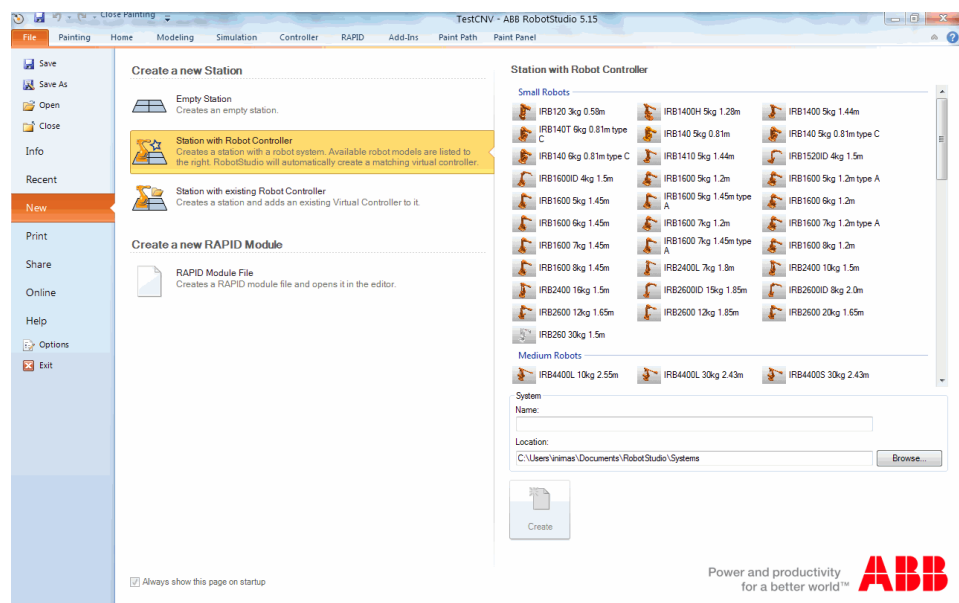 Close Painting
TestCNV - ABB RobotStudio 5.15
File Painting Home Modeling Simulation Controller RAPID Add-Ins Paint Path Paint Panel
Save
Save As
Open
Close
Info
Recent
New
Print
Share
Online
Help
Options
Exit
Create a new Station
Empty Station
Creates an empty station.
Station with Robot Controller
Creates a station with a robot system. Available robot models are listed to
the right. RobotStudio will automatically create a matching virtual controller.
Station with existing Robot Controller
Creates a station and adds an existing Virtual Controller to it.
Create a new RAPID Module
RAPID Module File
Creates a RAPID module file and opens it in the editor.
Always show this page on startup
Station with Robot Controller
Small Robots
IRB120 3kg 0.58m IRB1400H 5kg 1.28m IRB1400 5kg 1.44m
IRB140T 6kg 0.81m type
C IRB140 5kg 0.81m IRB140 5kg 0.81m type C
IRB140 6kg 0.81m type C IRB1410 5kg 1.44m IRB1520ID 4kg 1.5m
IRB1600ID 4kg 1.5m IRB1600 5kg 1.2m IRB1600 5kg 1.2m type A
IRB1600 5kg 1.45m IRB1600 5kg 1.45m type
A IRB1600 6kg 1.2m
IRB1600 6kg 1.45m IRB1600 7kg 1.2m IRB1600 7kg 1.2m type A
IRB1600 7kg 1.45m IRB1600 7kg 1.45m type
A IRB1600 8kg 1.2m
IRB1600 8kg 1.45m IRB2400L 7kg 1.8m IRB2400 10kg 1.5m
IRB2400 16kg 1.5m IRB2600ID 15kg 1.85m IRB2600ID 8kg 2.0m
IRB2600 12kg 1.65m IRB2600 12kg 1.85m IRB2600 20kg 1.65m
IRB260 30kg 1.5m
Medium Robots
IRB4400L 10kg 2.55m IRB4400L 30kg 2.43m IRB4400S 30kg 2.43m
System
Name:
Location:
C:\Users\inimas\Documents\RobotStudio\Systems Browse...
Create
Power and productivity
for a better world™
ABB